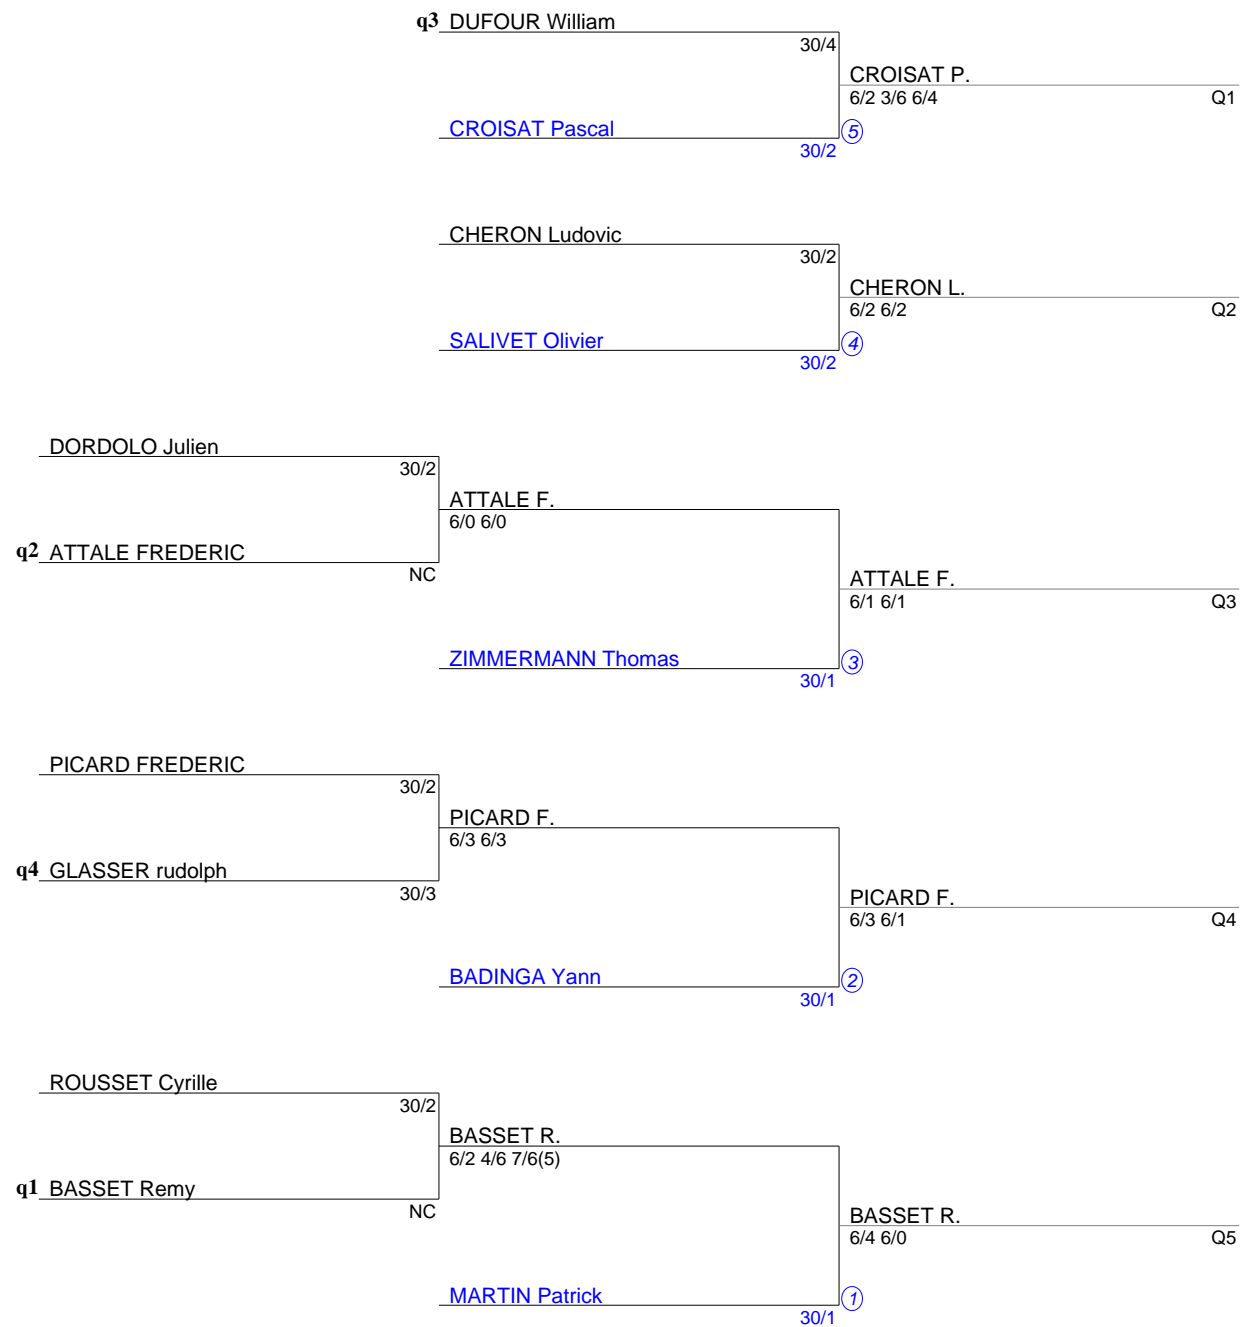 q3 DUFOUR William
30/4
CROISAT P.
6/2 3/6 6/4 Q1
CROISAT Pascal 5
30/2
CHERON Ludovic
30/2
CHERON L.
6/2 6/2 Q2
SALIVET Olivier 4
30/2
DORDOLO Julien
30/2
ATTALE F.
6/0 6/0
q2 ATTALE FREDERIC
NC
ATTALE F.
6/1 6/1 Q3
ZIMMERMANN Thomas 3
30/1
PICARD FREDERIC
30/2
PICARD F.
6/3 6/3
q4 GLASSER rudolph
30/3
PICARD F.
6/3 6/1 Q4
BADINGA Yann 2
30/1
ROUSSET Cyrille
30/2
BASSET R.
6/2 4/6 7/6(5)
q1 BASSET Remy
NC
BASSET R.
6/4 6/0 Q5
MARTIN Patrick 1
30/1